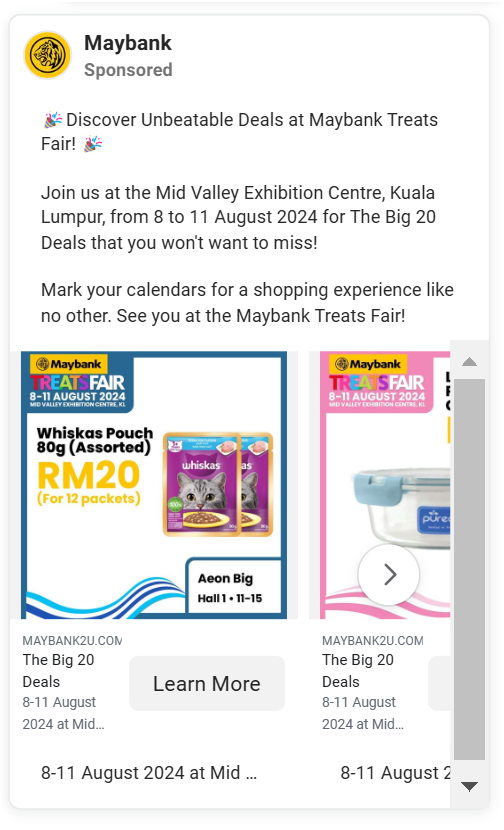 Maybank
Sponsored
🎉 Discover Unbeatable Deals at Maybank Treats
Fair! 🎉
Join us at the Mid Valley Exhibition Centre, Kuala
Lumpur, from 8 to 11 August 2024 for The Big 20
Deals that you won't want to miss!
Mark your calendars for a shopping experience like
no other. See you at the Maybank Treats Fair!
Maybank
TREATS FAIR
8-11 AUGUST 2024
MID VALLEY EXHIBITION CENTRE, KL
Whiskas Pouch
80g (Assorted)
RM20
(For 12 packets)
whiskas
100%
Aeon Big
Hall 1 • 11-15
Maybank
TREATS FAIR
8-11 AUGUST 2024
MID VALLEY EXHIBITION CENTRE, KL
L
MAYBANK2U.COM
The Big 20
Deals
8-11 August
2024 at Mid...
Learn More
MAYBANK2U.COM
The Big 20
Deals
8-11 August
2024 at Mid...
8-11 August 2024 at Mid ...
8-11 August 2